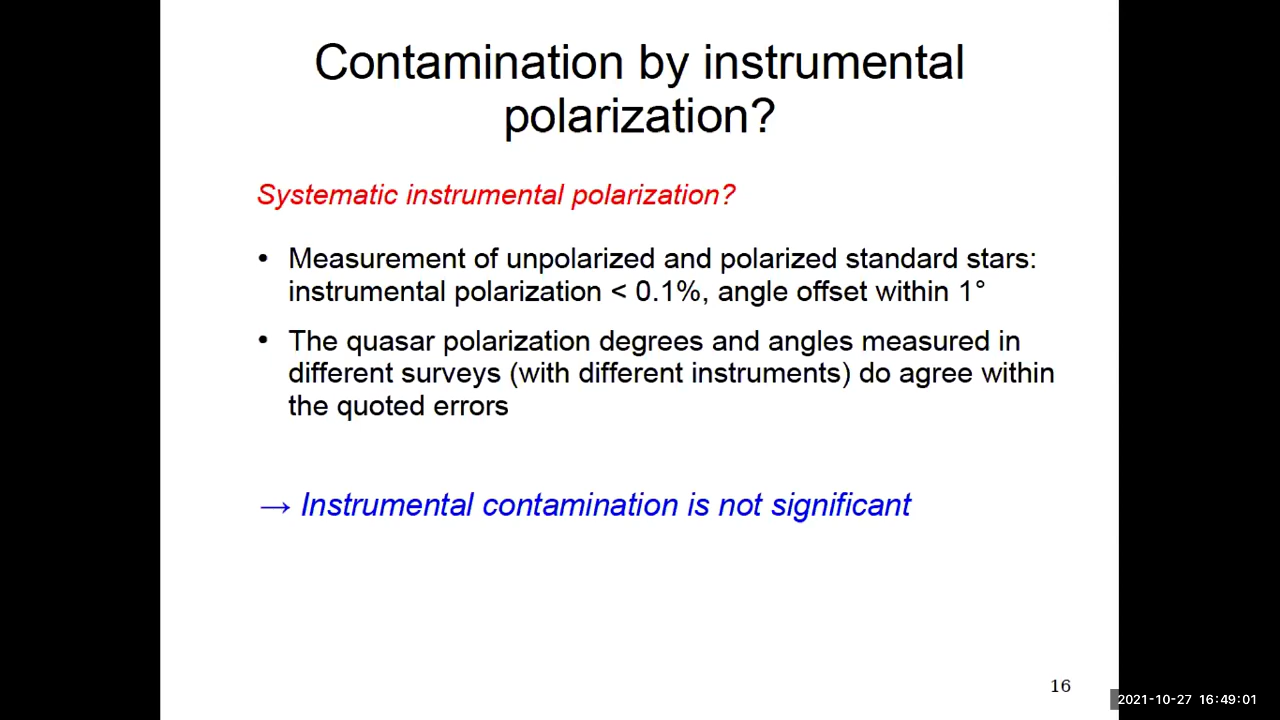 Contamination by instrumental
polarization?
Systematic instrumental polarization?
• Measurement of unpolarized and polarized standard stars:
instrumental polarization < 0.1%, angle offset within 1°
• The quasar polarization degrees and angles measured in
different surveys (with different instruments) do agree within
the quoted errors
→ Instrumental contamination is not significant
16
2021-10-27 16:49:01